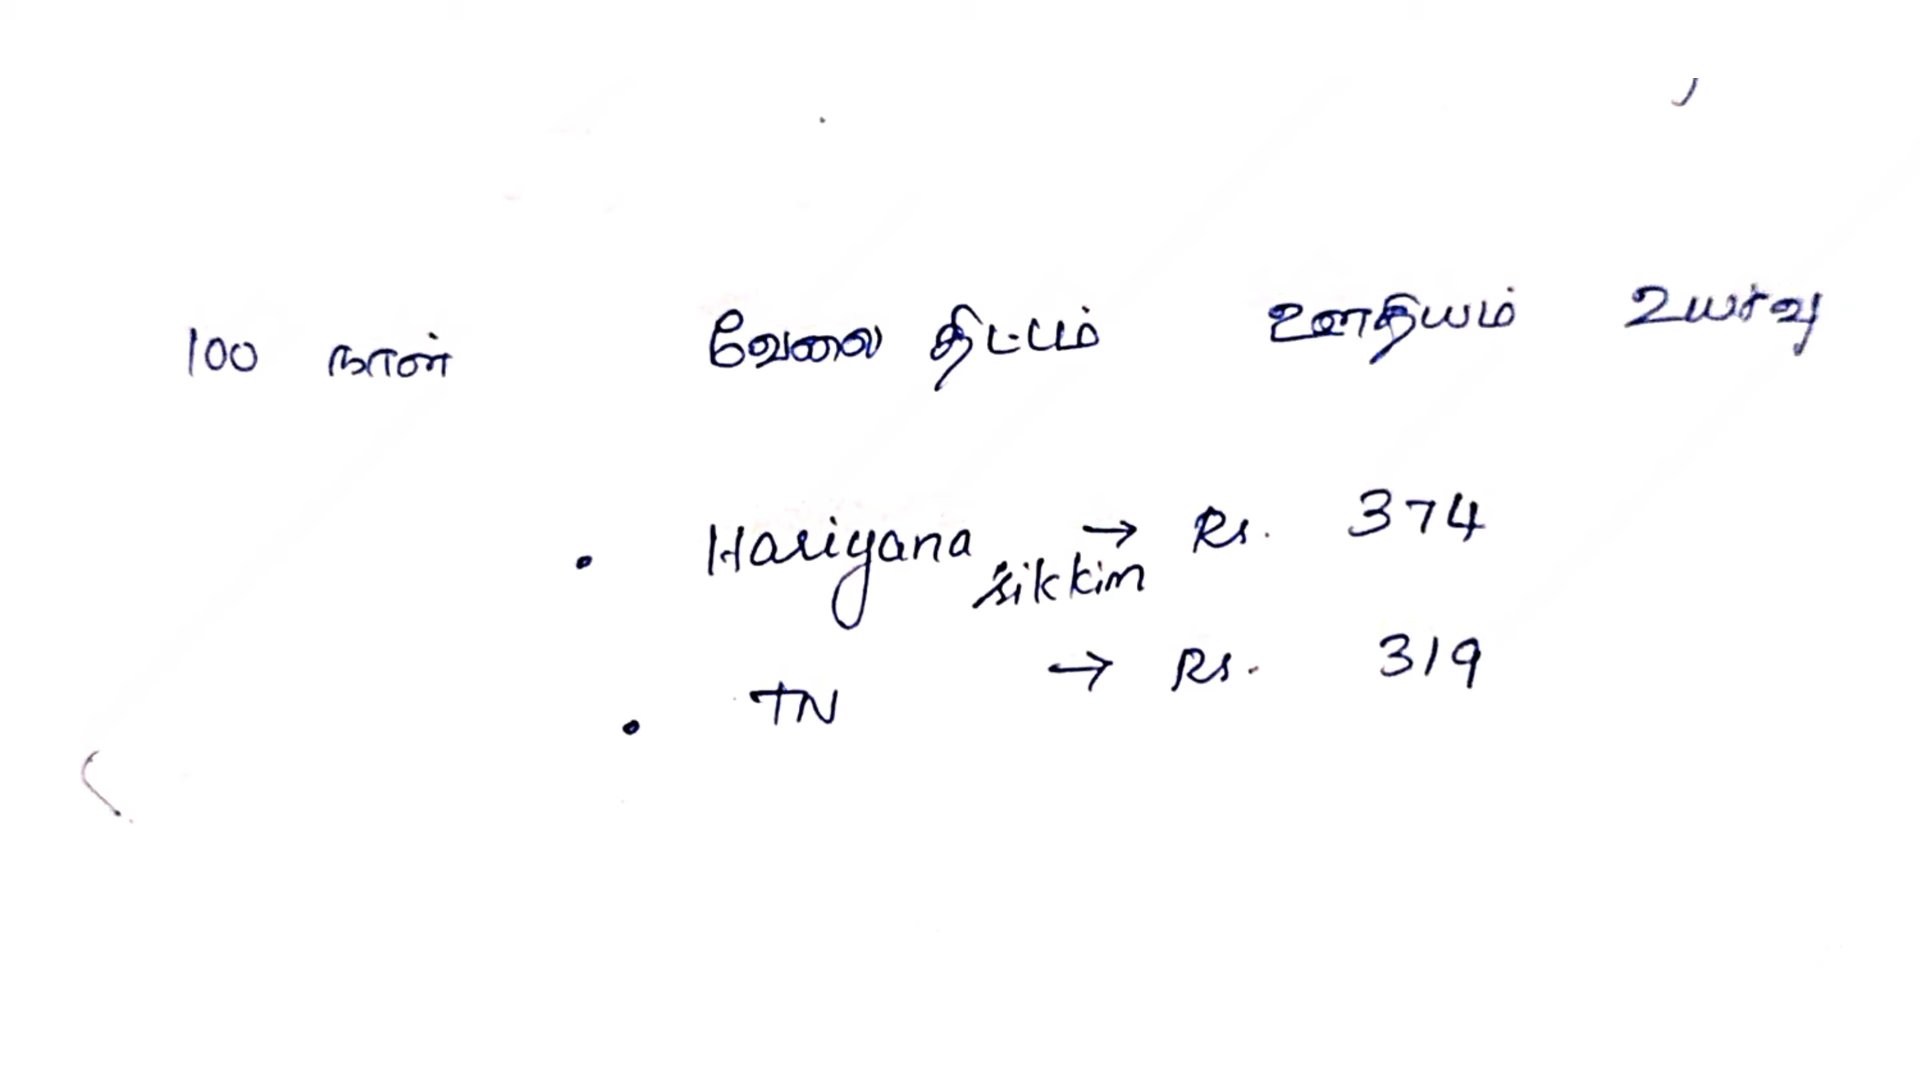 100 நாள் வேலை திட்டம் ஊதியம் உயர்வு
• Hariyana → Rs. 374
sikkim
• TN → Rs. 319